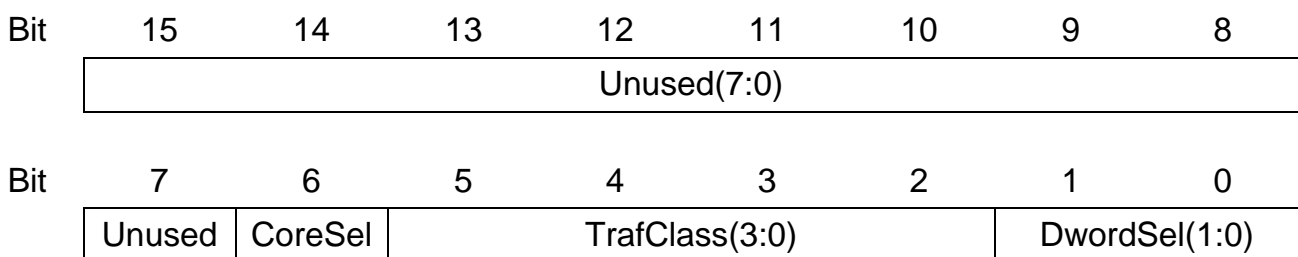 Bit 15 14 13 12 11 10 9 8
Unused(7:0)
Bit 7 6 5 4 3 2 1 0
Unused CoreSel TrafClass(3:0) DwordSel(1:0)